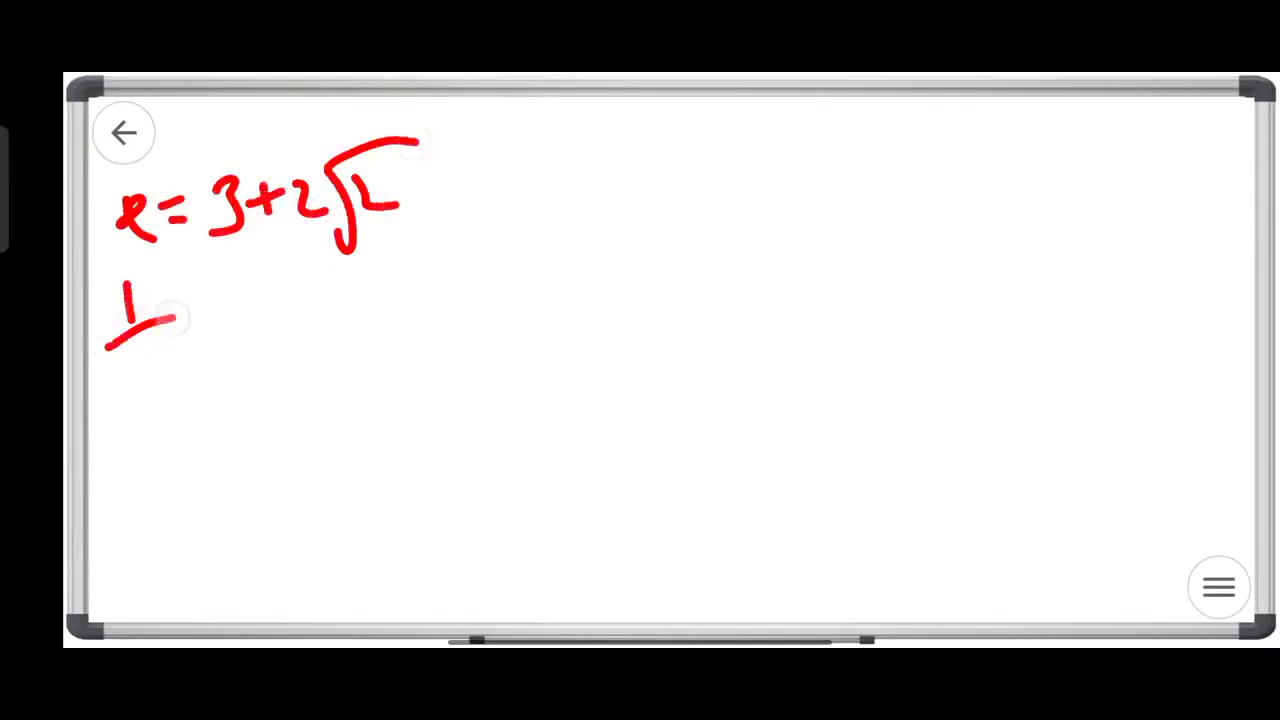 x = 3+2√2
1